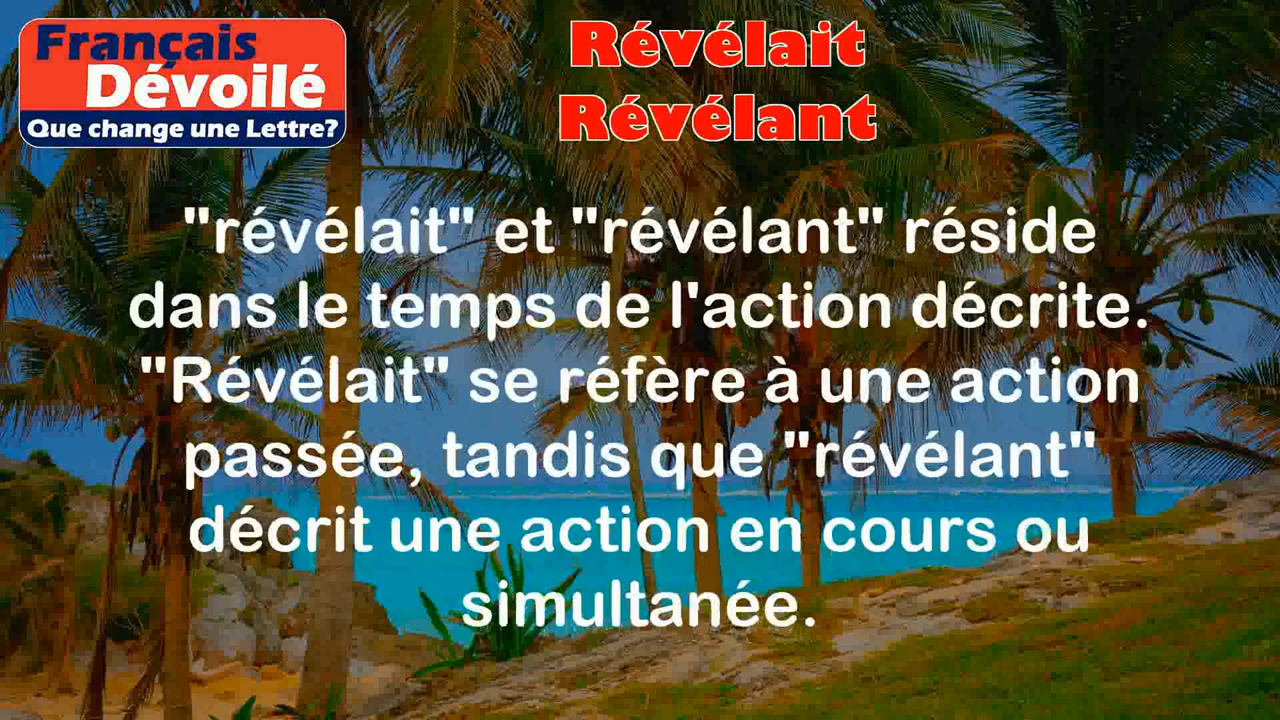 Français
Dévoilé
Que change une Lettre?
Révélait
Révélant
"révélait" et "révélant" réside
dans le temps de l'action décrite.
"Révélait" se réfère à une action
passée, tandis que "révélant"
décrit une action en cours ou
simultanée.